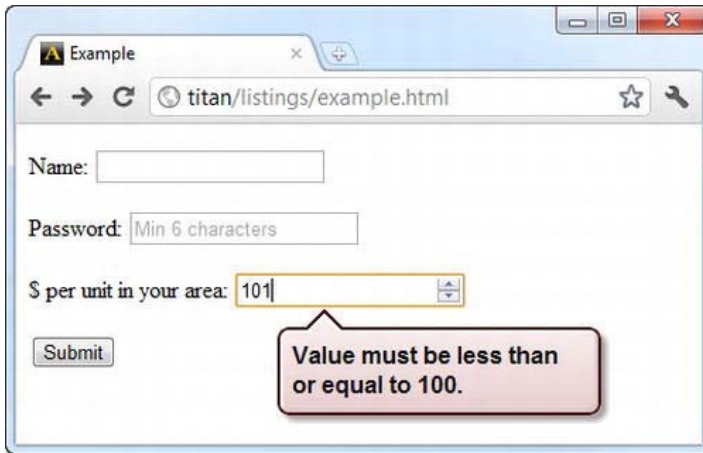 Example
titan/listings/example.html
Name:
Password: Min 6 characters
$ per unit in your area: 101
Submit
Value must be less than
or equal to 100.